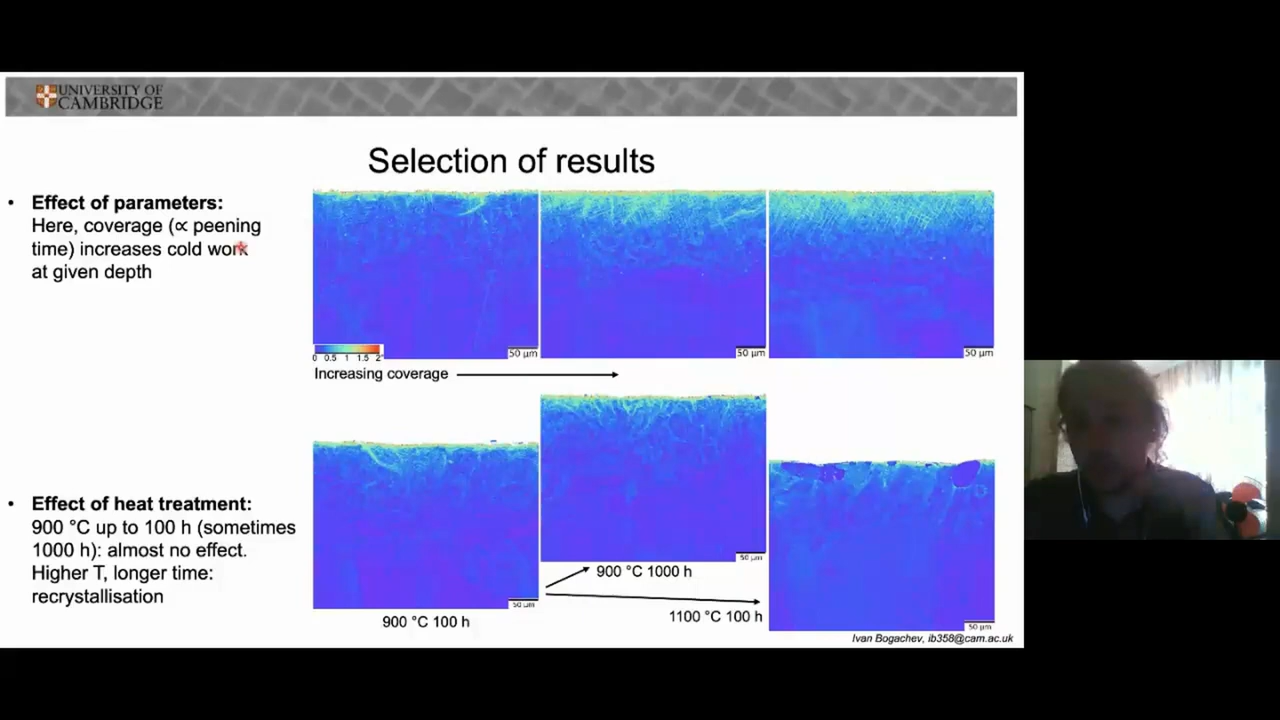 UNIVERSITY OF
CAMBRIDGE
Selection of results
• Effect of parameters:
Here, coverage (∝ peening
time) increases cold work
at given depth
50 µm
50 µm
50 µm
0 0.5 1 1.5 2°
Increasing coverage
• Effect of heat treatment:
900 °C up to 100 h (sometimes
1000 h): almost no effect.
Higher T, longer time:
recrystallisation
50 µm
50 µm
50 µm
900 °C 100 h
900 °C 1000 h
1100 °C 100 h
Ivan Bogachev, ib358@cam.ac.uk